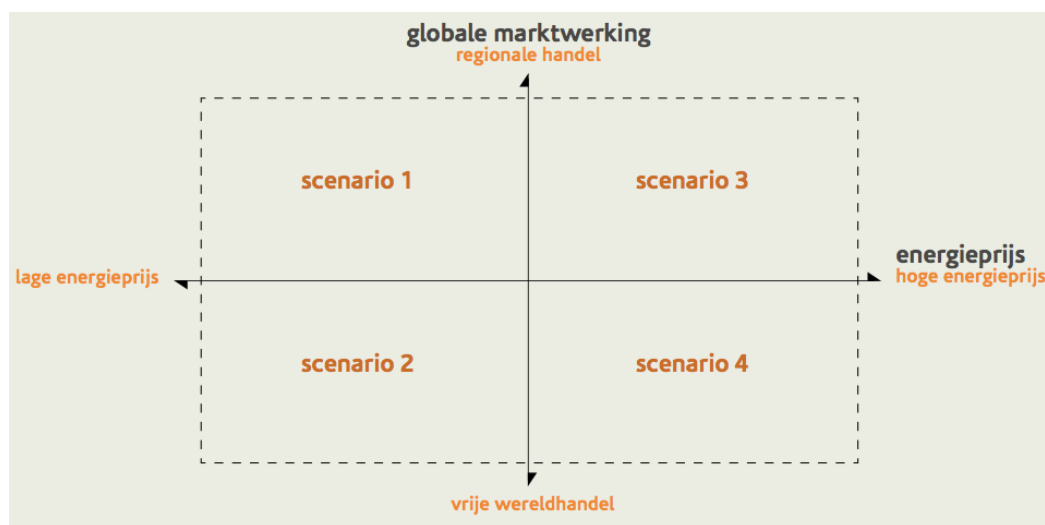 globale marktwerking
regionale handel
scenario 1
scenario 3
energieprijs
lage energieprijs
hoge energieprijs
scenario 2
scenario 4
vrije wereldhandel